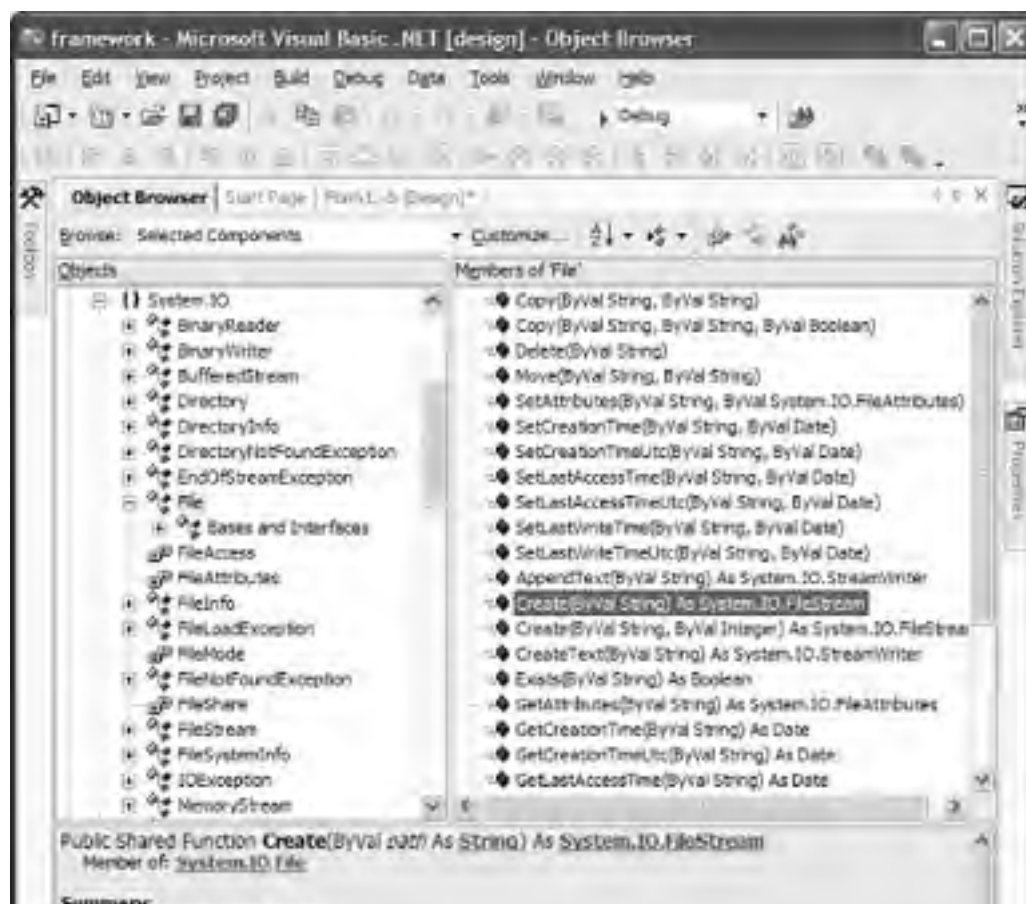 framework - Microsoft Visual Basic .NET [design] - Object Browser
File Edit View Project Build Debug Data Tools Window Help
Debug
Object Browser Start Page
Toolbox
Browse: Selected Components Customize...
Objects
System.IO
BinaryReader
BinaryWriter
BufferedStream
Directory
DirectoryInfo
DirectoryNotFoundException
EndOfStreamException
File
Bases and Interfaces
FileAccess
FileAttributes
FileInfo
FileLoadException
FileMode
FileNotFoundException
FileShare
FileStream
FileSystemInfo
IOException
MemoryStream
Members of 'File'
Copy(ByVal String, ByVal String)
Copy(ByVal String, ByVal String, ByVal Boolean)
Delete(ByVal String)
Move(ByVal String, ByVal String)
SetAttributes(ByVal String, ByVal System.IO.FileAttributes)
SetCreationTime(ByVal String, ByVal Date)
SetCreationTimeUtc(ByVal String, ByVal Date)
SetLastAccessTime(ByVal String, ByVal Date)
SetLastAccessTimeUtc(ByVal String, ByVal Date)
SetLastWriteTime(ByVal String, ByVal Date)
SetLastWriteTimeUtc(ByVal String, ByVal Date)
AppendText(ByVal String) As System.IO.StreamWriter
Create(ByVal String) As System.IO.FileStream
Create(ByVal String, ByVal Integer) As System.IO.FileStrea
CreateText(ByVal String) As System.IO.StreamWriter
Exists(ByVal String) As Boolean
GetAttributes(ByVal String) As System.IO.FileAttributes
GetCreationTime(ByVal String) As Date
GetCreationTimeUtc(ByVal String) As Date
GetLastAccessTime(ByVal String) As Date
Solution Explorer
Properties
Public Shared Function Create(ByVal path As String) As System.IO.FileStream
Member of: System.IO.File
Summary